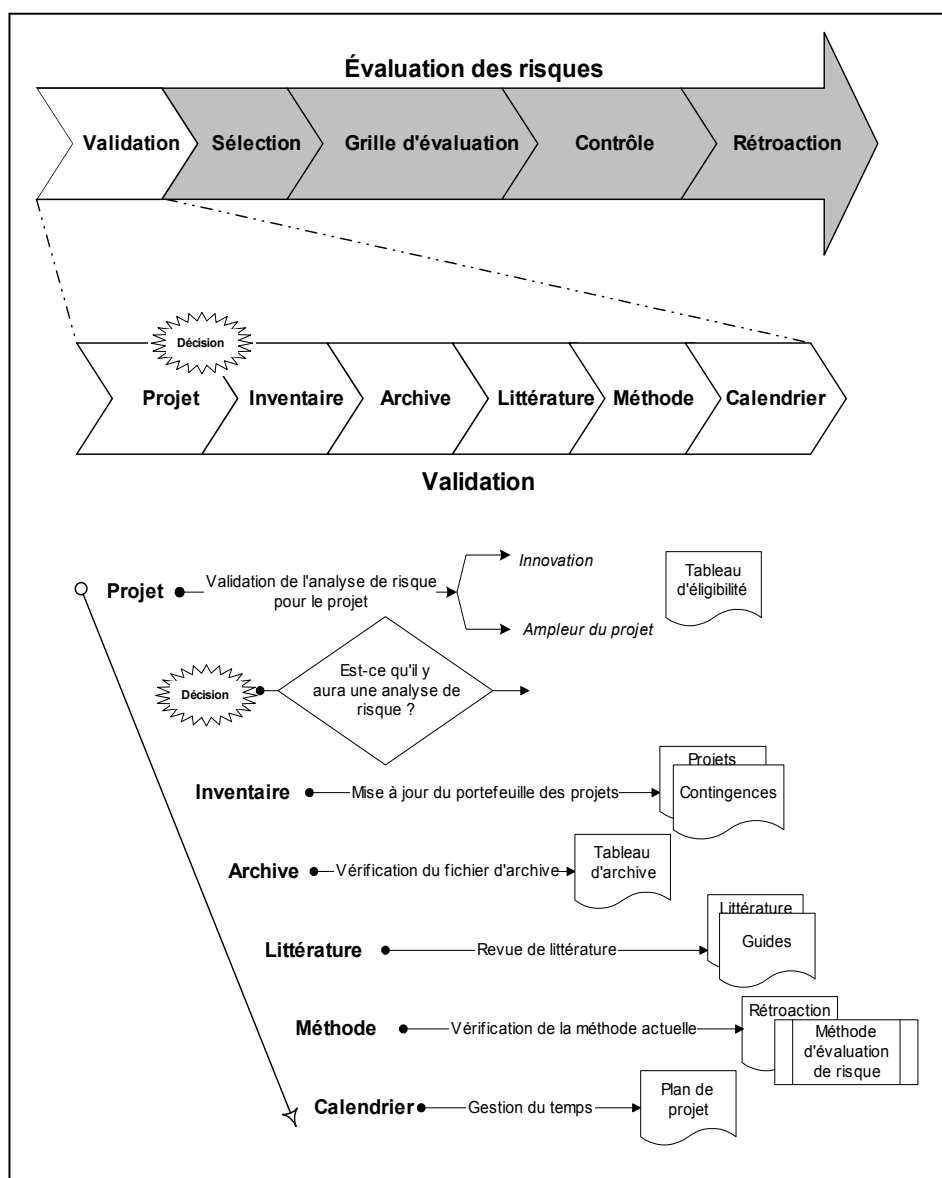 Évaluation des risques
Validation
Sélection
Grille d'évaluation
Contrôle
Rétroaction
Décision
Projet
Inventaire
Archive
Littérature
Méthode
Calendrier
Validation
Projet
Validation de l'analyse de risque
pour le projet
Innovation
Ampleur du projet
Tableau
d'éligibilité
Décision
Est-ce qu'il y
aura une analyse de
risque ?
Inventaire
Mise à jour du portefeuille des projets
Projets
Contingences
Archive
Vérification du fichier d'archive
Tableau
d'archive
Littérature
Revue de littérature
Littérature
Guides
Méthode
Vérification de la méthode actuelle
Rétroaction
Méthode
d'évaluation
de risque
Calendrier
Gestion du temps
Plan de
projet